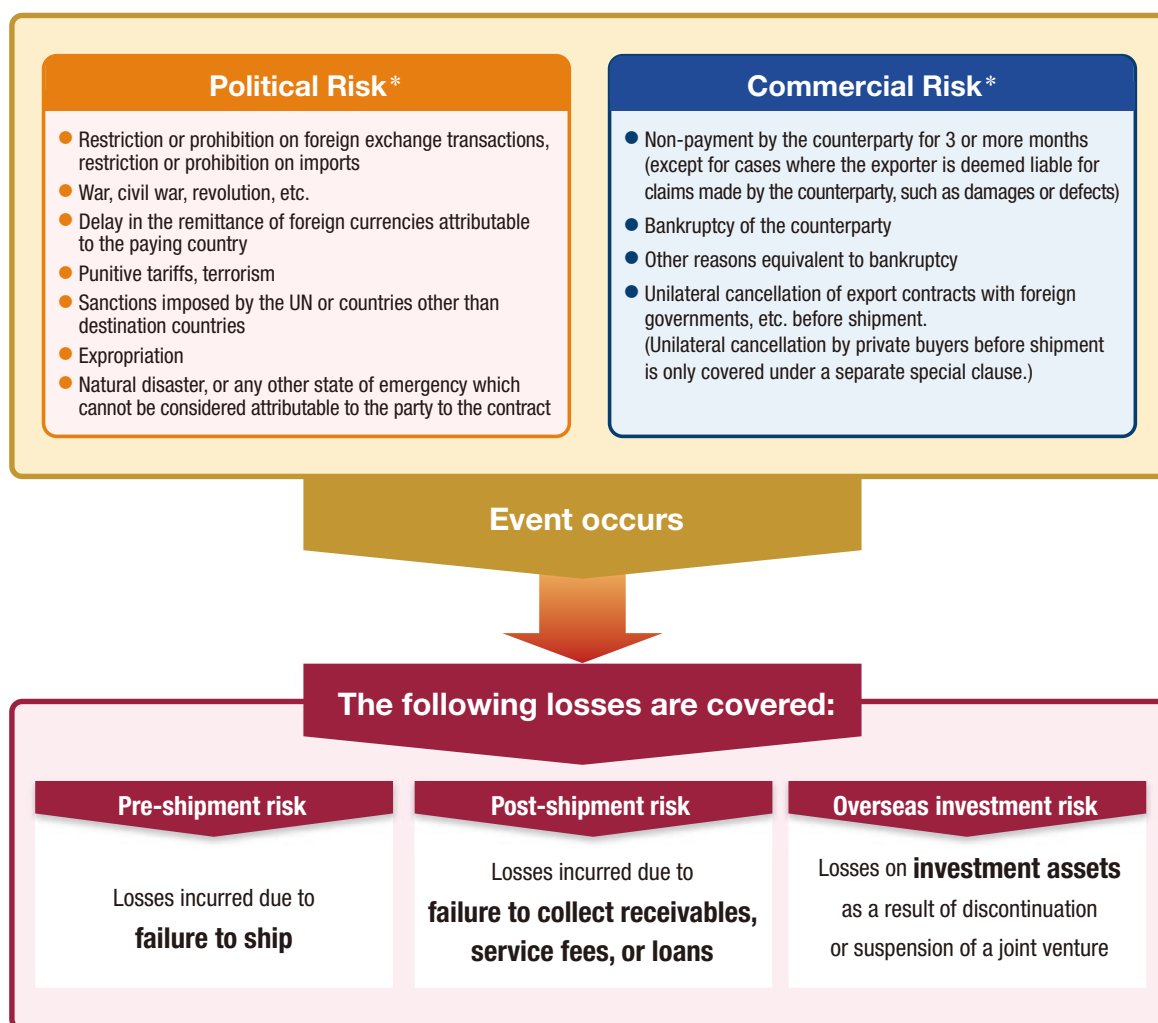 Political Risk*
● Restriction or prohibition on foreign exchange transactions,
restriction or prohibition on imports
● War, civil war, revolution, etc.
● Delay in the remittance of foreign currencies attributable
to the paying country
● Punitive tariffs, terrorism
● Sanctions imposed by the UN or countries other than
destination countries
● Expropriation
● Natural disaster, or any other state of emergency which
cannot be considered attributable to the party to the contract
Commercial Risk*
● Non-payment by the counterparty for 3 or more months
(except for cases where the exporter is deemed liable for
claims made by the counterparty, such as damages or defects)
● Bankruptcy of the counterparty
● Other reasons equivalent to bankruptcy
● Unilateral cancellation of export contracts with foreign
governments, etc. before shipment.
(Unilateral cancellation by private buyers before shipment
is only covered under a separate special clause.)
Event occurs
The following losses are covered:
Pre-shipment risk
Losses incurred due to
failure to ship
Post-shipment risk
Losses incurred due to
failure to collect receivables,
service fees, or loans
Overseas investment risk
Losses on investment assets
as a result of discontinuation
or suspension of a joint venture